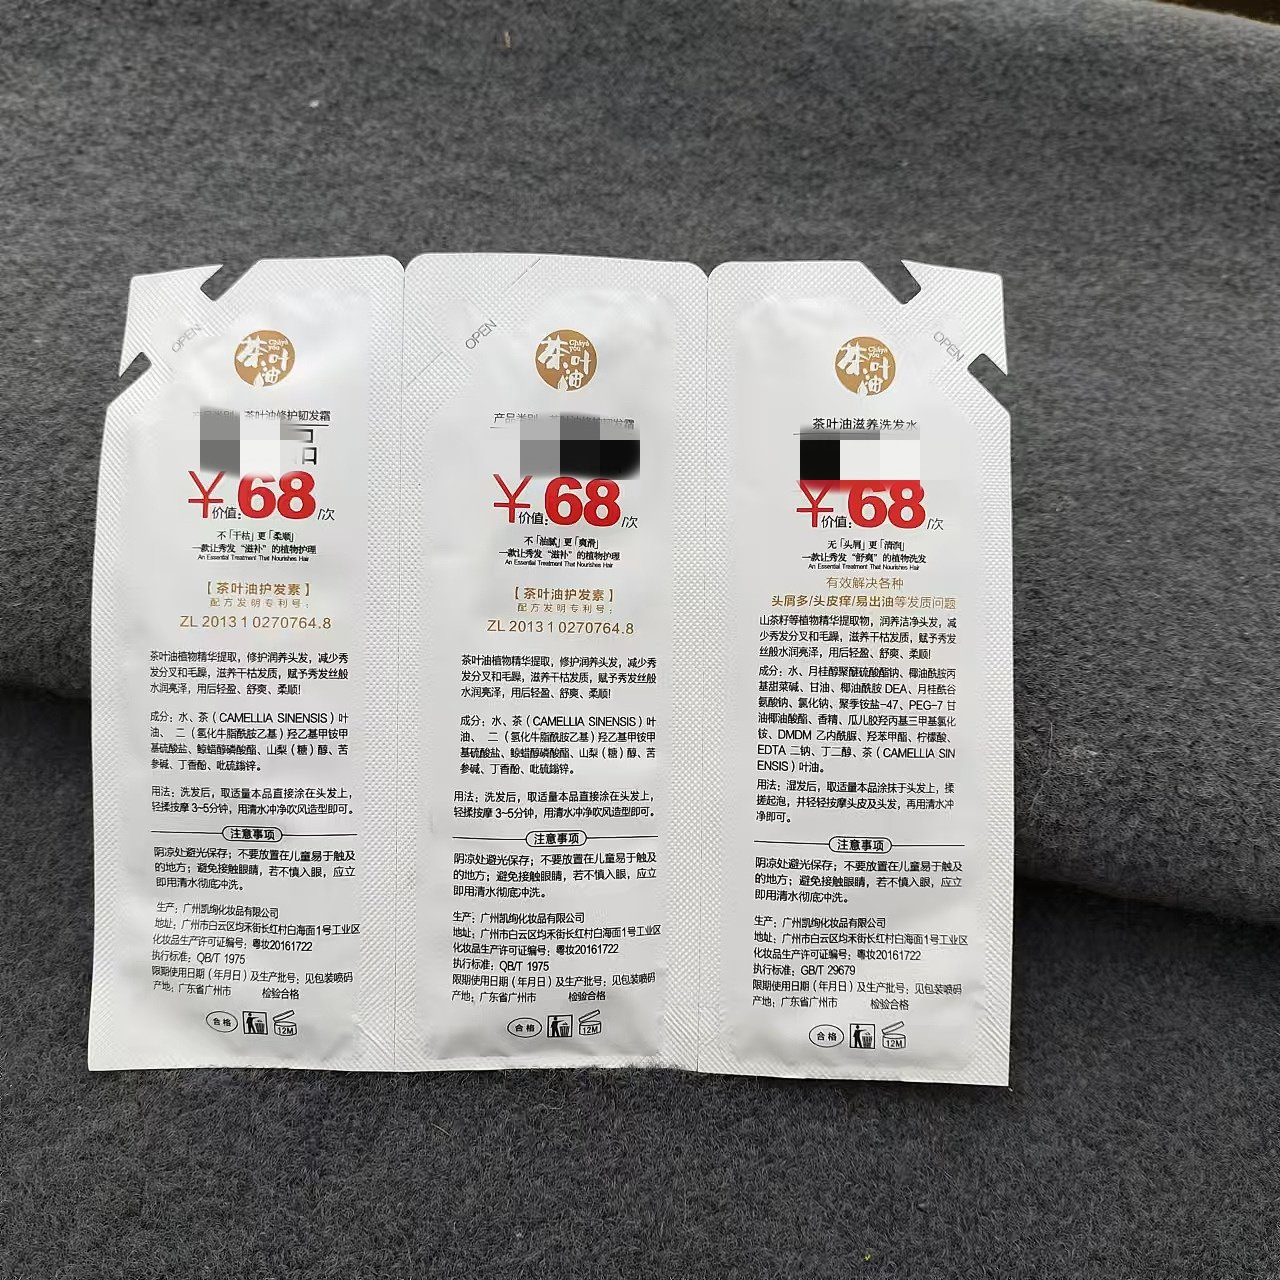 OPEN
茶叶油
Cháyè
yóu
茶叶油修护韧发霜
¥68
价值: /次
不「干枯」更「柔顺」
一款让秀发“滋补”的植物护理
An Essential Treatment That Nourishes Hair
【茶叶油护发素】
配方发明专利号:
ZL 2013 1 0270764.8
茶叶油植物精华提取，修护润养头发，减少秀
发分叉和毛躁，滋养干枯发质，赋予秀发丝般
水润亮泽，用后轻盈、舒爽、柔顺!
成分：水、茶（CAMELLIA SINENSIS）叶
油、 二（氢化牛脂酰胺乙基）羟乙基甲铵甲
基硫酸盐、鲸蜡醇磷酸酯、山梨（糖）醇、苦
参碱、丁香酚、吡硫鎓锌。
用法：洗发后，取适量本品直接涂在头发上，
轻揉按摩 3~5分钟，用清水冲净吹风造型即可。
注意事项
阴凉处避光保存；不要放置在儿童易于触及
的地方；避免接触眼睛，若不慎入眼，应立
即用清水彻底冲洗。
生产：广州凯绚化妆品有限公司
地址：广州市白云区均禾街长红村白海面1号工业区
化妆品生产许可证编号：粤妆20161722
执行标准：QB/T 1975
限期使用日期（年月日）及生产批号：见包装喷码
产地：广东省广州市 检验合格
合格
12M
OPEN
茶叶油
Cháyè
yóu
¥68
价值: /次
不「油腻」更「爽滑」
一款让秀发“滋补”的植物护理
An Essential Treatment That Nourishes Hair
【茶叶油护发素】
配方发明专利号:
ZL 2013 1 0270764.8
茶叶油植物精华提取，修护润养头发，减少秀
发分叉和毛躁，滋养干枯发质，赋予秀发丝般
水润亮泽，用后轻盈、舒爽、柔顺!
成分：水、茶（CAMELLIA SINENSIS）叶
油、 二（氢化牛脂酰胺乙基）羟乙基甲铵甲
基硫酸盐、鲸蜡醇磷酸酯、山梨（糖）醇、苦
参碱、丁香酚、吡硫鎓锌。
用法：洗发后，取适量本品直接涂在头发上，
轻揉按摩 3~5分钟，用清水冲净吹风造型即可。
注意事项
阴凉处避光保存；不要放置在儿童易于触及
的地方；避免接触眼睛，若不慎入眼，应立
即用清水彻底冲洗。
生产：广州凯绚化妆品有限公司
地址：广州市白云区均禾街长红村白海面1号工业区
化妆品生产许可证编号：粤妆20161722
执行标准：QB/T 1975
限期使用日期（年月日）及生产批号：见包装喷码
产地：广东省广州市 检验合格
合格
12M
OPEN
茶叶油
Cháyè
yóu
茶叶油滋养洗发水
¥68
价值: /次
无「头屑」更「清润」
一款让秀发“舒爽”的植物洗发
An Essential Treatment That Nourishes Hair
有效解决各种
头屑多/头皮痒/易出油等发质问题
山茶籽等植物精华提取物，润养洁净头发，减
少秀发分叉和毛躁，滋养干枯发质，赋予秀发
丝般水润亮泽，用后轻盈、舒爽、柔顺!
成分：水、月桂醇聚醚硫酸酯钠、椰油酰胺丙
基甜菜碱、甘油、椰油酰胺 DEA、月桂酰谷
氨酸钠、氯化钠、聚季铵盐-47、PEG-7 甘
油椰油酸酯、香精、瓜儿胶羟丙基三甲基氯化
铵、DMDM 乙内酰脲、羟苯甲酯、柠檬酸、
EDTA 二钠、丁二醇、茶（CAMELLIA SIN
ENSIS）叶油。
用法：湿发后，取适量本品涂抹于头发上，揉
搓起泡，并轻轻按摩头皮及头发，再用清水冲
净即可。
注意事项
阴凉处避光保存；不要放置在儿童易于触及
的地方；避免接触眼睛，若不慎入眼，应立
即用清水彻底冲洗。
生产：广州凯绚化妆品有限公司
地址：广州市白云区均禾街长红村白海面1号工业区
化妆品生产许可证编号：粤妆20161722
执行标准：GB/T 29679
限期使用日期（年月日）及生产批号：见包装喷码
产地：广东省广州市 检验合格
合格
12M